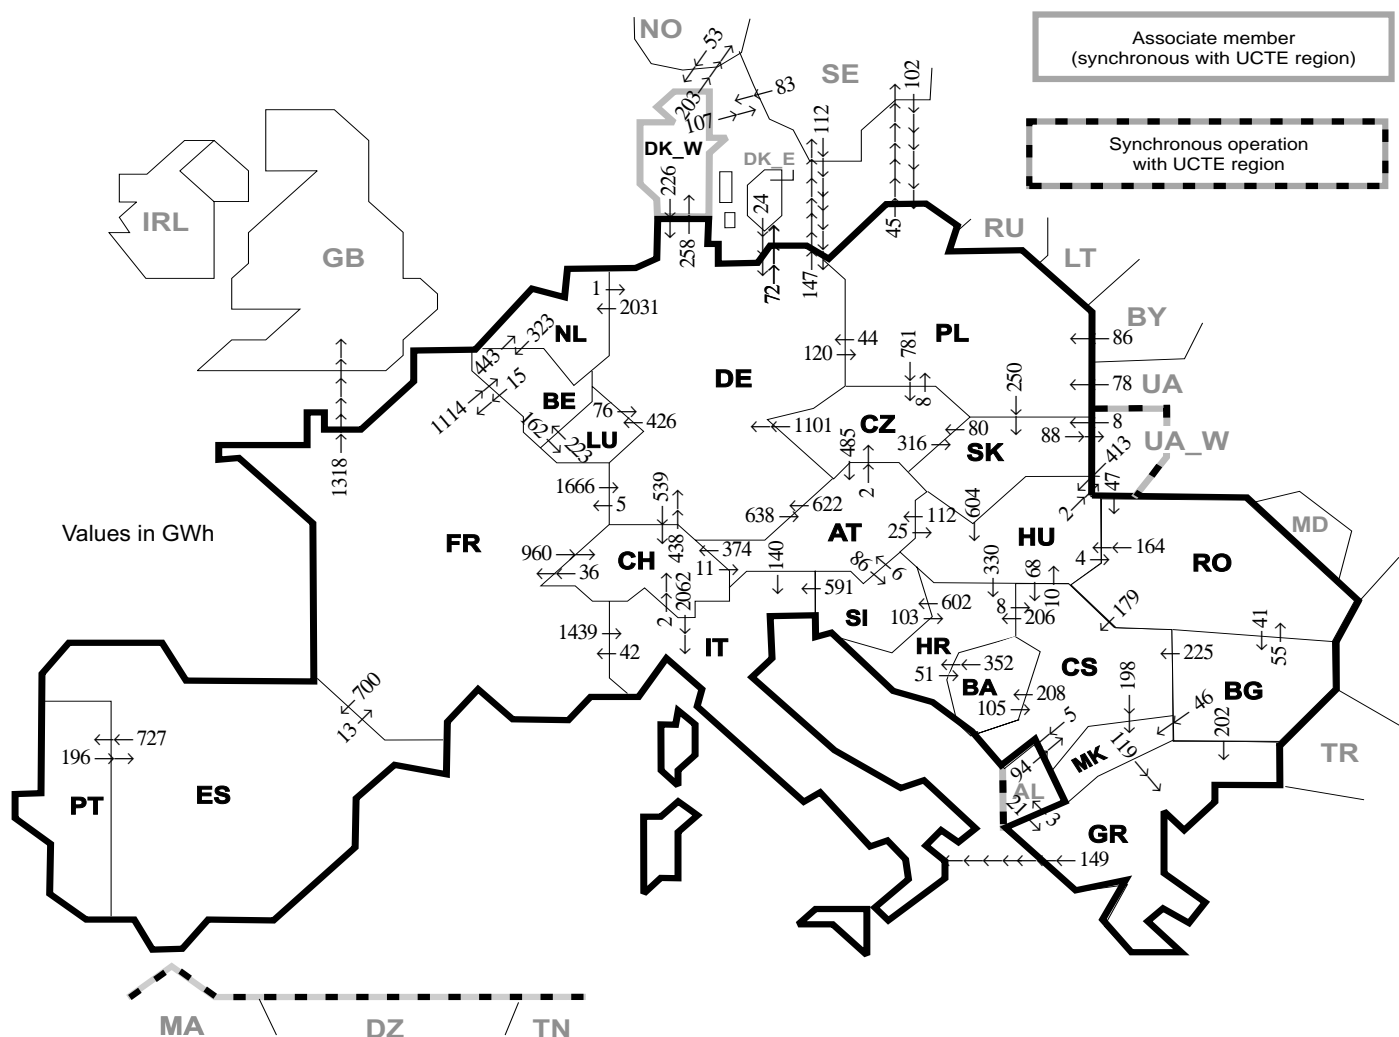 NO
53
Associate member
(synchronous with UCTE region)
SE
102
203
83
107
112
Synchronous operation
with UCTE region
DK_W
DK_E
226
24
IRL
GB
258
72
147
45
RU
LT
1
2031
NL
323
443
BY
86
PL
44
120
781
DE
15
1114
BE
76
426
162
223
LU
8
250
78
UA
1101
CZ
80
316
SK
8
88
UA_W
485
2
413
47
2
1318
1666
5
539
438
622
638
604
Values in GWh
FR
960
36
CH
374
11
140
AT
112
25
86
6
HU
330
68
10
4
164
RO
MD
2062
2
591
SI
602
103
8
206
179
1439
42
IT
HR
352
51
BA
208
105
CS
225
41
55
198
46
BG
202
700
13
727
196
PT
ES
5
94
MK
119
AL
21
3
TR
GR
149
MA
DZ
TN